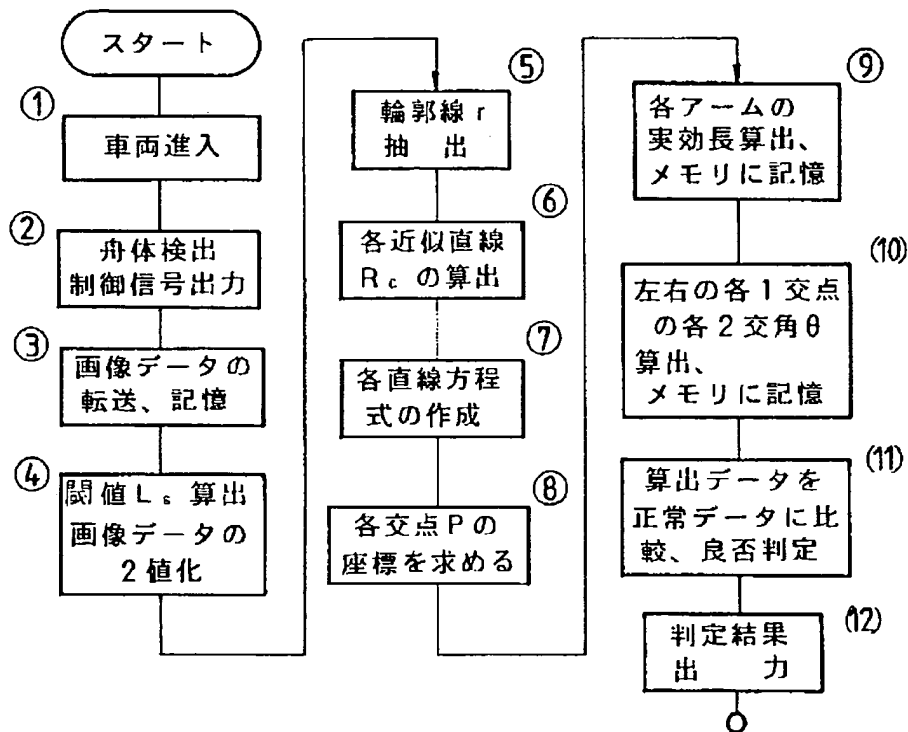 スタート
①
車両進入
②
舟体検出
制御信号出力
③
画像データの
転送、記憶
④
閾値Ls算出
画像データの
2値化
⑤
輪郭線r
抽出
⑥
各近似直線
Rcの算出
⑦
各直線方程
式の作成
⑧
各交点Pの
座標を求める
⑨
各アームの
実効長算出、
メモリに記憶
(10)
左右の各1交点
の各2交角θ
算出、
メモリに記憶
(11)
算出データを
正常データに比
較、良否判定
(12)
判定結果
出力